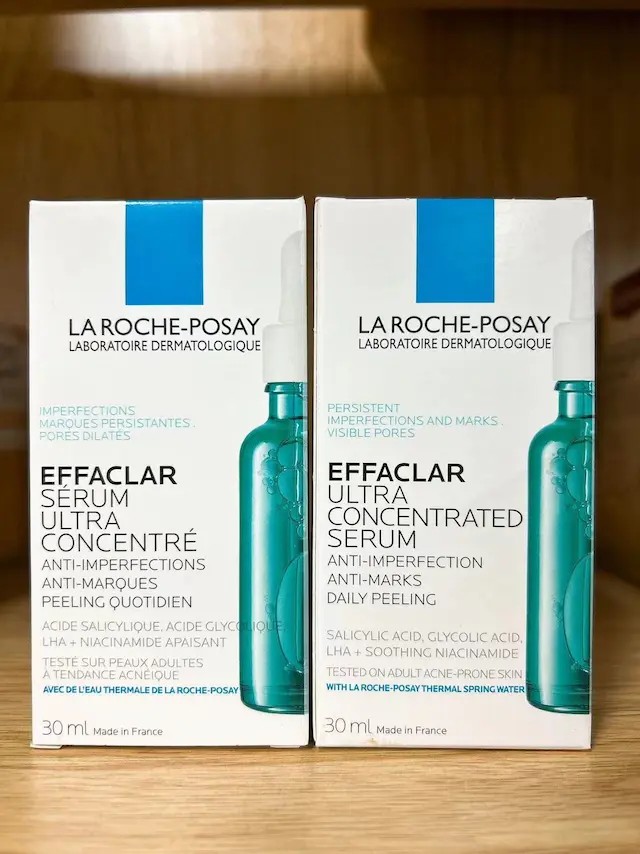 LA ROCHE-POSAY
LABORATOIRE DERMATOLOGIQUE
IMPERFECTIONS
MARQUES PERSISTANTES.
PORES DILATÉS
EFFACLAR
SÉRUM
ULTRA
CONCENTRÉ
ANTI-IMPERFECTIONS
ANTI-MARQUES
PEELING QUOTIDIEN
ACIDE SALICYLIQUE, ACIDE GLYCOLIQUE,
LHA + NIACINAMIDE APAISANT
TESTÉ SUR PEAUX ADULTES
À TENDANCE ACNÉIQUE
AVEC DE L'EAU THERMALE DE LA ROCHE-POSAY
30 ml Made in France
LA ROCHE-POSAY
LABORATOIRE DERMATOLOGIQUE
PERSISTENT
IMPERFECTIONS AND MARKS.
VISIBLE PORES
EFFACLAR
ULTRA
CONCENTRATED
SERUM
ANTI-IMPERFECTION
ANTI-MARKS
DAILY PEELING
SALICYLIC ACID, GLYCOLIC ACID,
LHA + SOOTHING NIACINAMIDE
TESTED ON ADULT ACNE-PRONE SKIN
WITH LA ROCHE-POSAY THERMAL SPRING WATER
30 ml Made in France